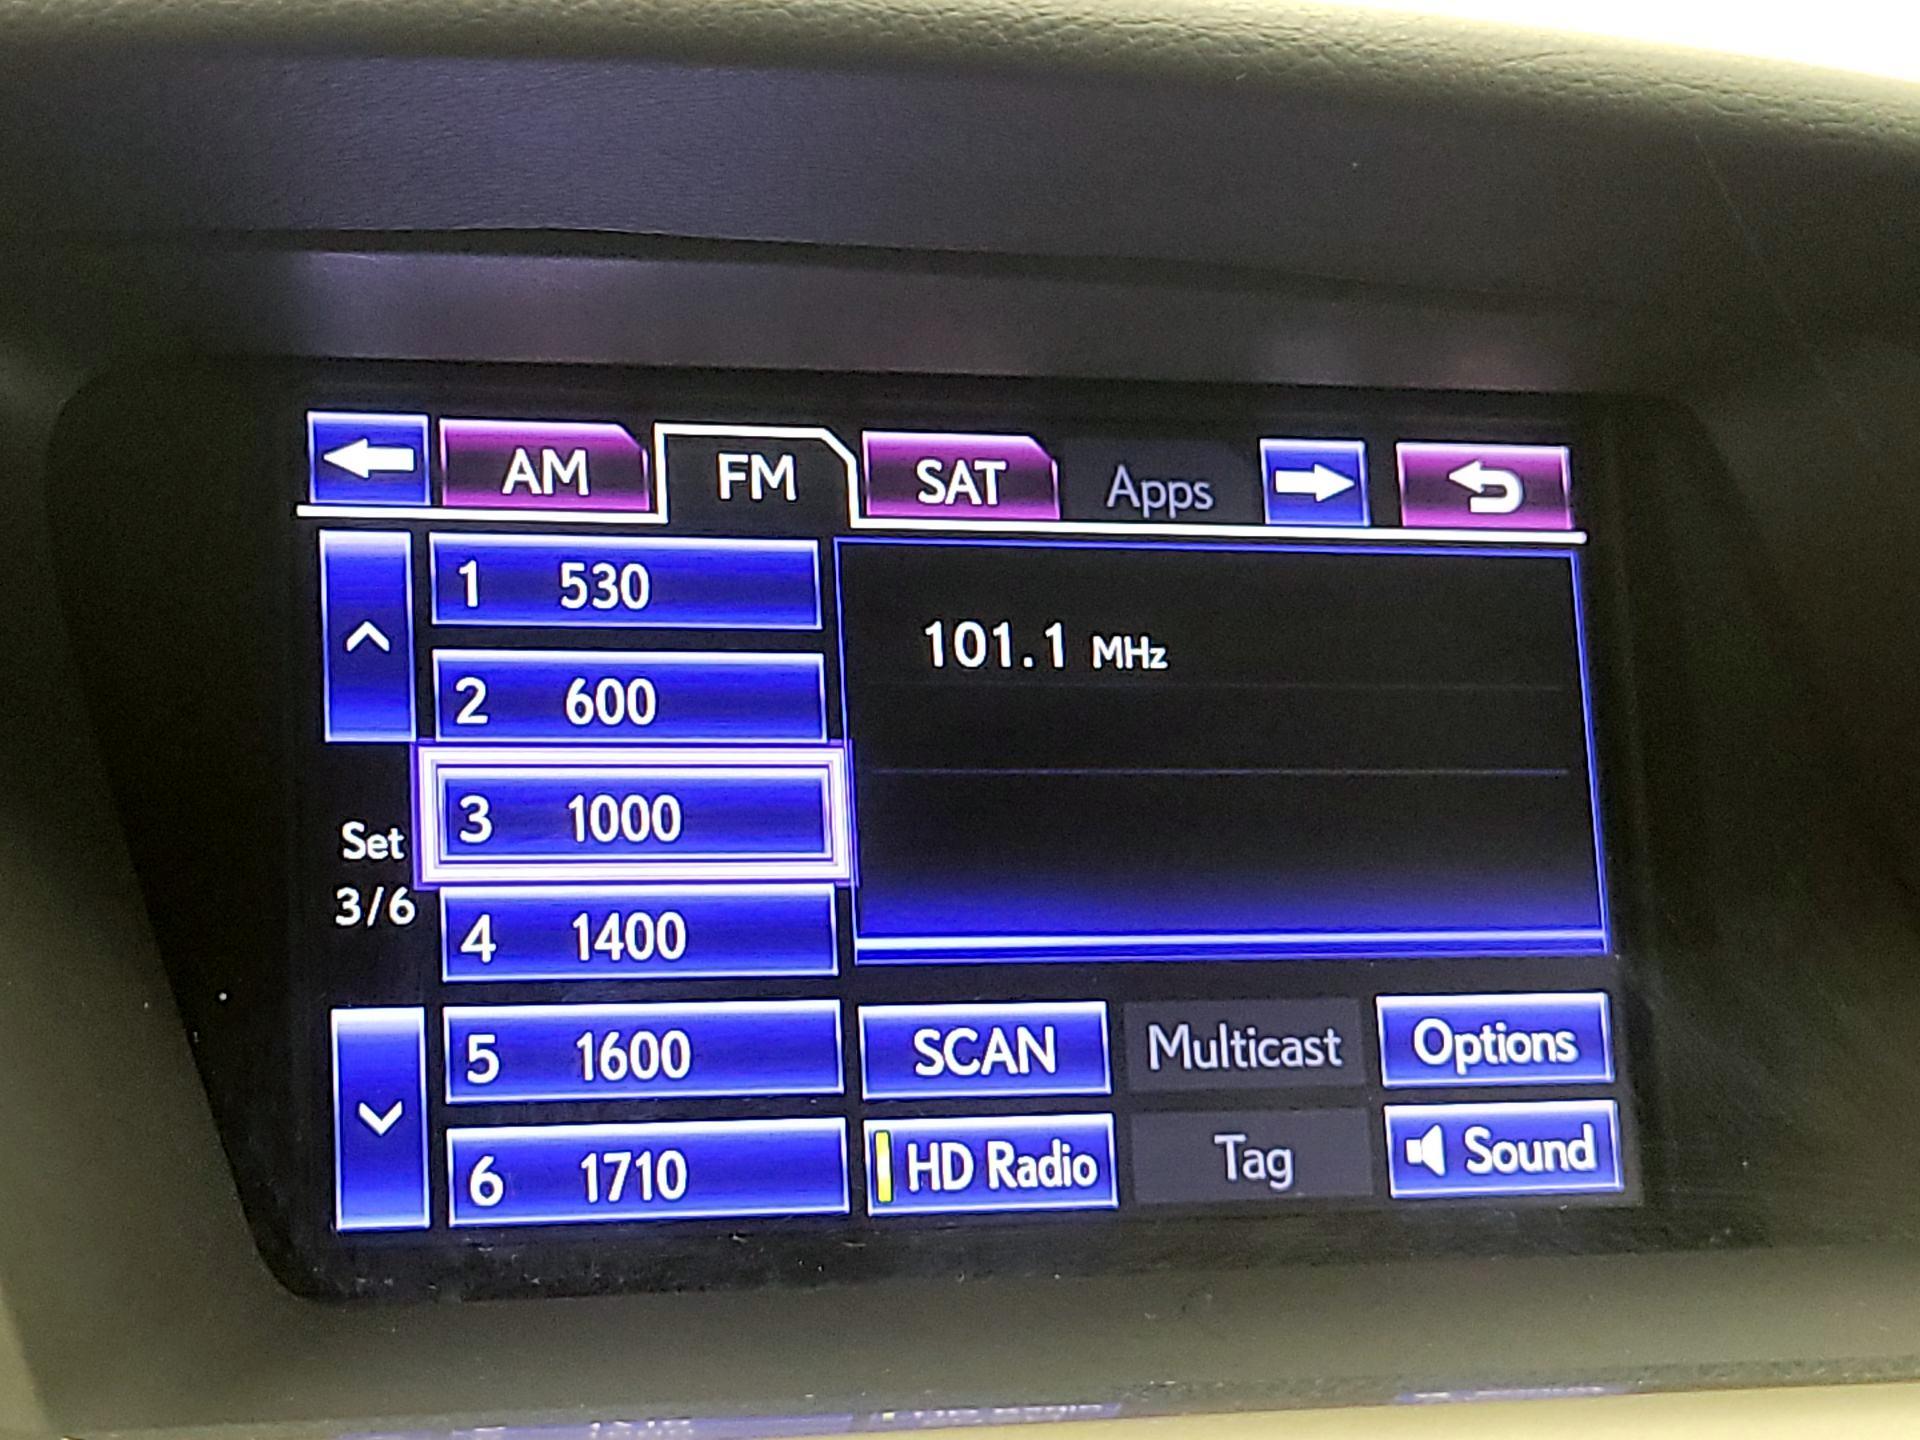 AM FM SAT Apps
1 530
2 600
3 1000
4 1400
5 1600
6 1710
Set
3/6
101.1 MHz
SCAN Multicast Options
HD Radio Tag Sound